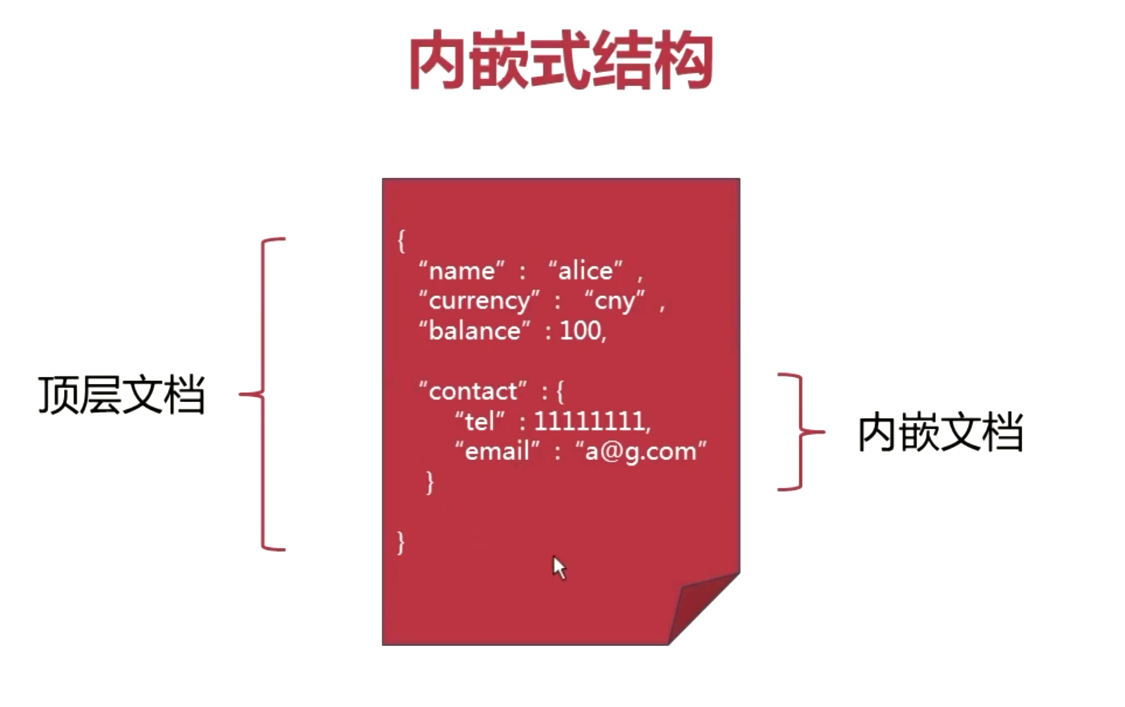 内嵌式结构
{
“name” : “alice” ,
“currency” : “cny” ,
“balance” : 100,
“contact” : {
“tel” : 11111111,
“email” : “a@g.com”
}
}
顶层文档
内嵌文档